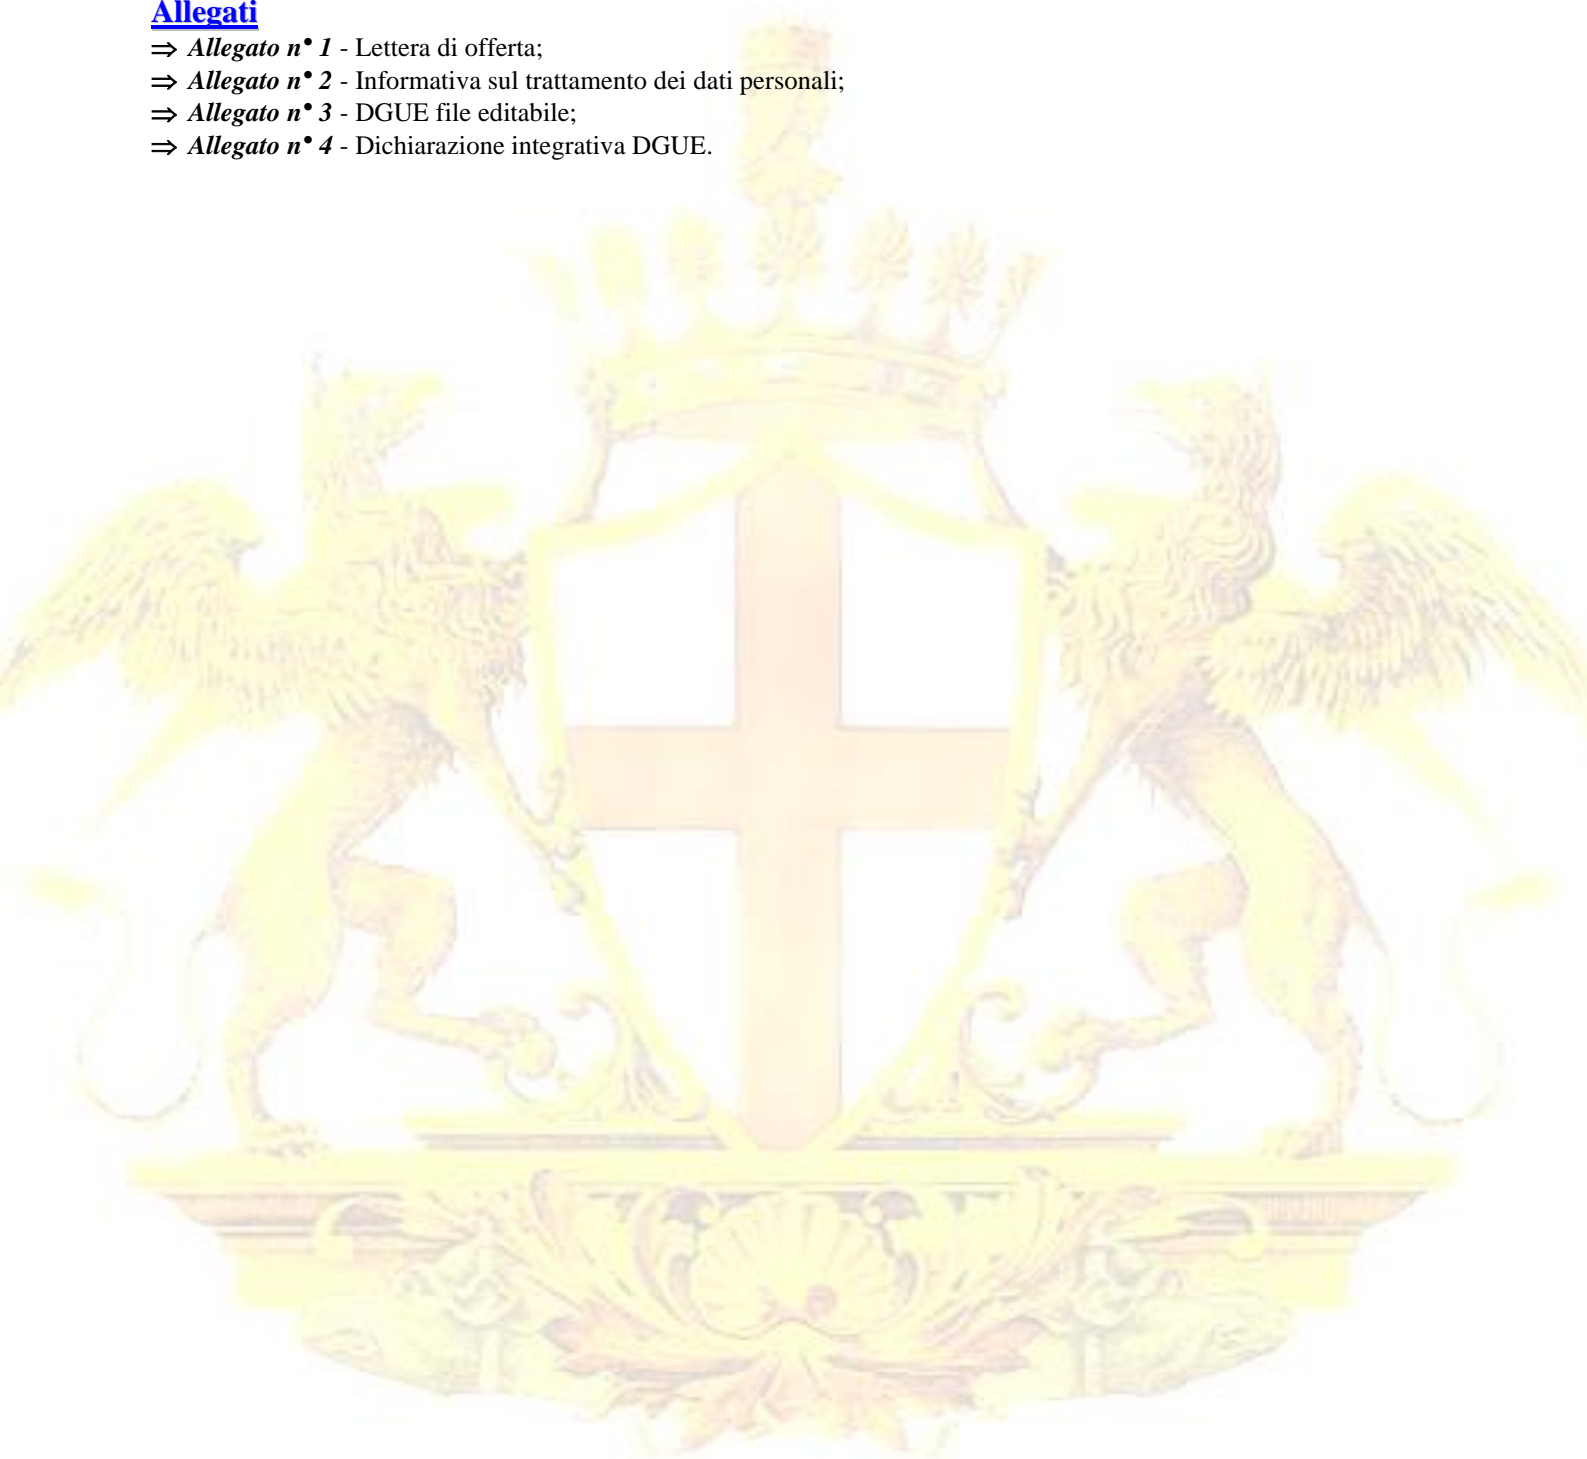 Allegati
⇒ Allegato n° 1 - Lettera di offerta;
⇒ Allegato n° 2 - Informativa sul trattamento dei dati personali;
⇒ Allegato n° 3 - DGUE file editabile;
⇒ Allegato n° 4 - Dichiarazione integrativa DGUE.